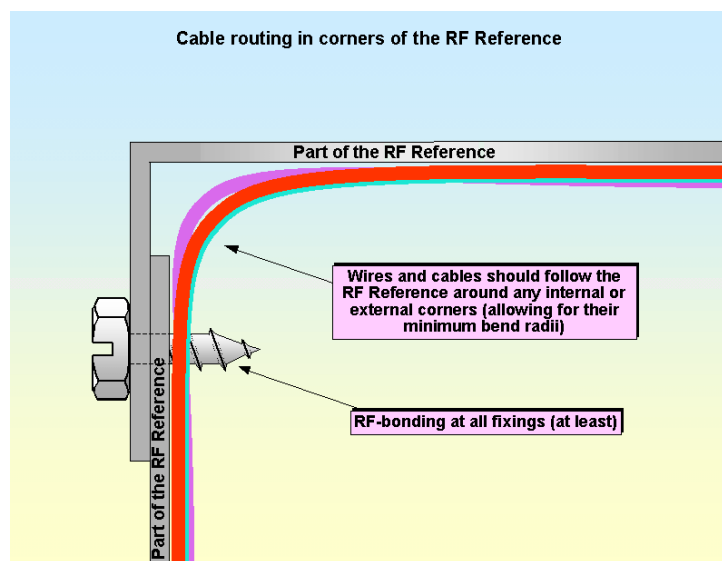 Cable routing in corners of the RF Reference
Part of the RF Reference
Wires and cables should follow the
RF Reference around any internal or
external corners (allowing for their
minimum bend radii)
Part of the RF Reference
RF-bonding at all fixings (at least)